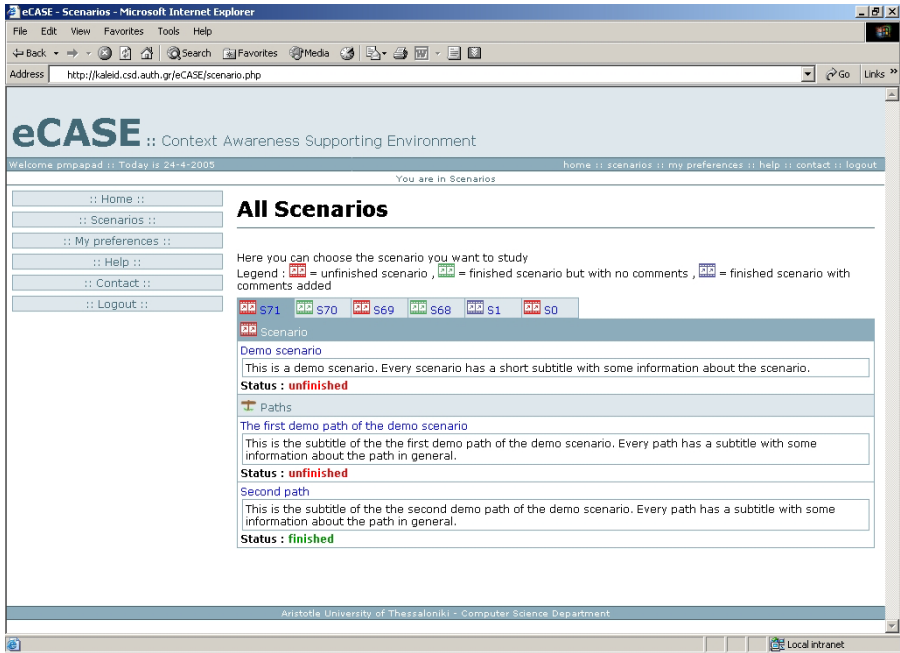 eCASE - Scenarios - Microsoft Internet Explorer
File Edit View Favorites Tools Help
Back Search Favorites Media
Address http://kaleid.csd.auth.gr/eCASE/scenario.php Go Links »
eCASE :: Context Awareness Supporting Environment
Welcome pmpapad :: Today is 24-4-2005 home :: scenarios :: my preferences :: help :: contact :: logout
You are in Scenarios
:: Home ::
:: Scenarios ::
:: My preferences ::
:: Help ::
:: Contact ::
:: Logout ::
All Scenarios
Here you can choose the scenario you want to study
Legend : = unfinished scenario , = finished scenario but with no comments , = finished scenario with
comments added
S71 S70 S69 S68 S1 S0
Scenario
Demo scenario
This is a demo scenario. Every scenario has a short subtitle with some information about the scenario.
Status : unfinished
Paths
The first demo path of the demo scenario
This is the subtitle of the the first demo path of the demo scenario. Every path has a subtitle with some
information about the path in general.
Status : unfinished
Second path
This is the subtitle of the the second demo path of the demo scenario. Every path has a subtitle with some
information about the path in general.
Status : finished
Aristotle University of Thessaloniki - Computer Science Department
Local intranet